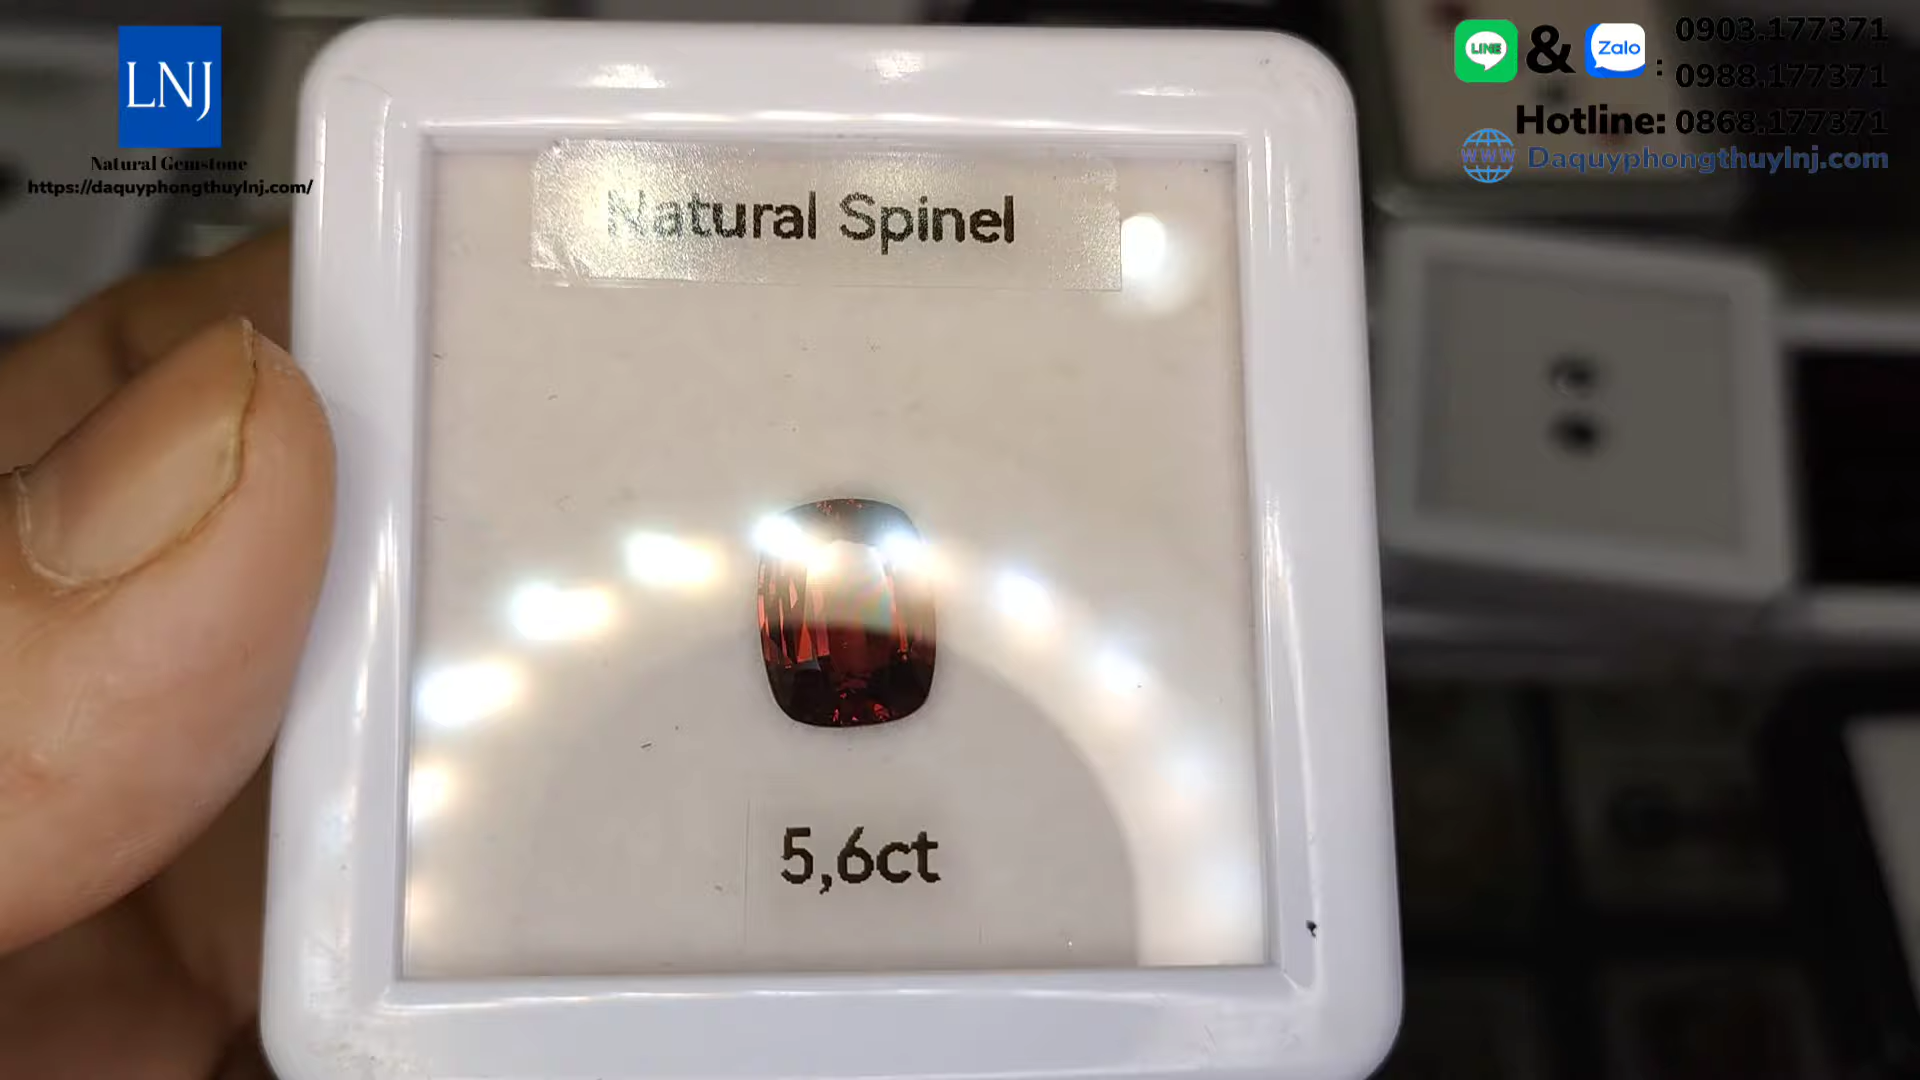 LNJ
Natural Gemstone
https://daquyphongthuylnj.com/
LINE & Zalo : 0903.177371
0988.177371
Hotline: 0868.177371
WWW Daquyphongthuylnj.com
Natural Spinel
5,6ct